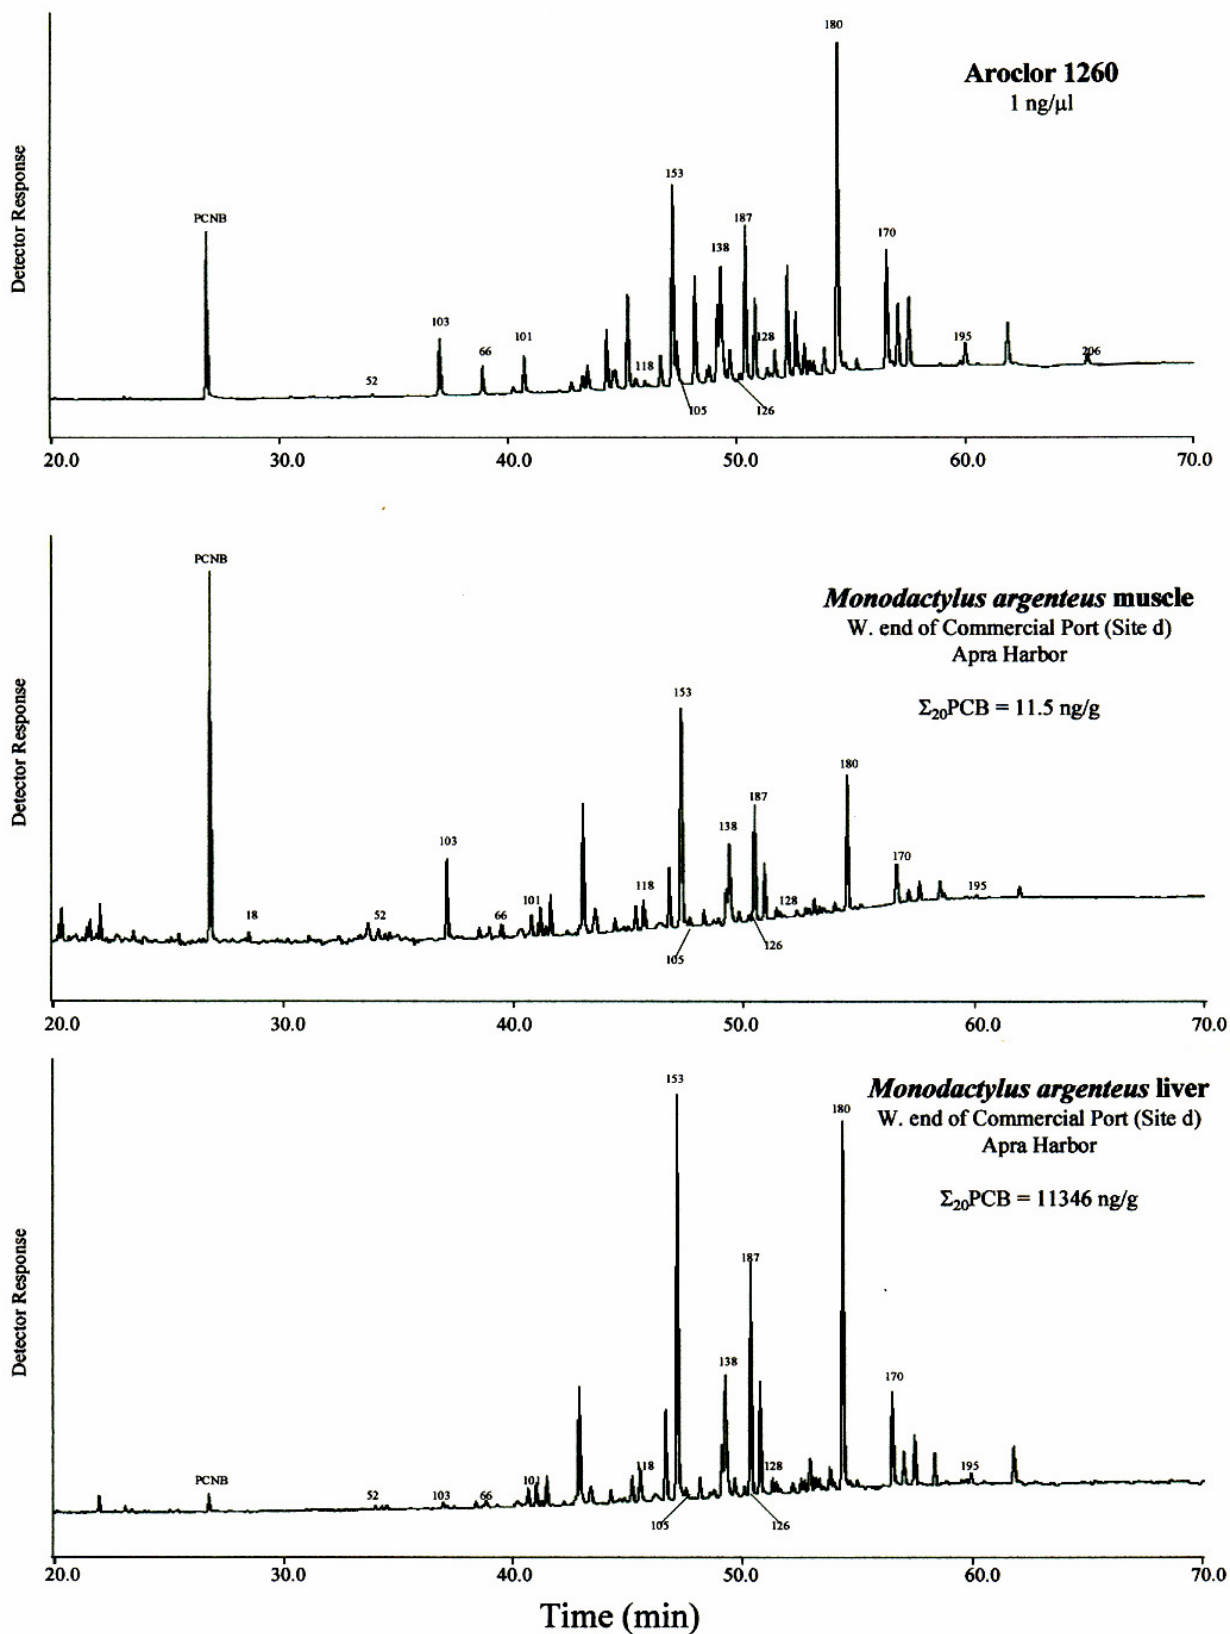 Aroclor 1260
1 ng/μl
Detector Response
PCNB
103
52
66
101
118
153
105
138
126
187
128
180
170
195
206
20.0 30.0 40.0 50.0 60.0 70.0
Monodactylus argenteus muscle
W. end of Commercial Port (Site d)
Apra Harbor
Σ₂₀PCB = 11.5 ng/g
Detector Response
PCNB
18
52
103
66
101
118
153
105
138
187
126
128
180
170
195
20.0 30.0 40.0 50.0 60.0 70.0
Monodactylus argenteus liver
W. end of Commercial Port (Site d)
Apra Harbor
Σ₂₀PCB = 11346 ng/g
Detector Response
PCNB
52
103
66
101
118
153
105
138
187
126
128
180
170
195
20.0 30.0 40.0 50.0 60.0 70.0
Time (min)